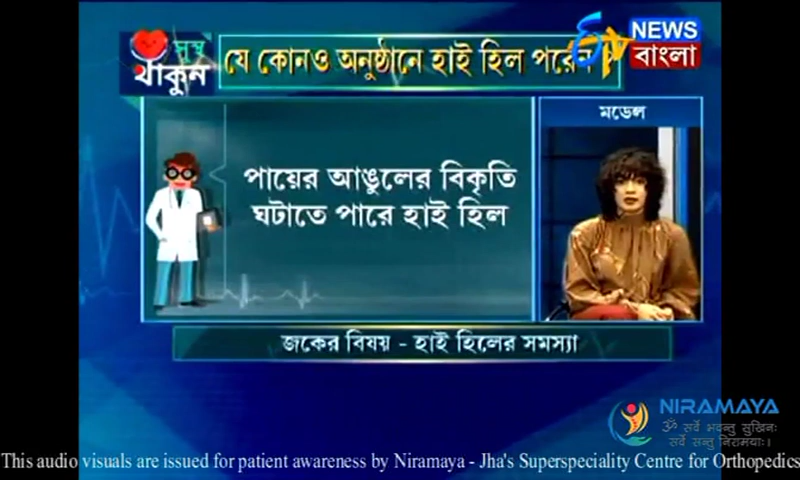 সুস্থ
থাকুন
যে কোনও অনুষ্ঠানে হাই হিল পরেন ?
etv
NEWS
বাংলা
মডেল
পায়ের আঙুলের বিকৃতি
ঘটাতে পারে হাই হিল
জকের বিষয় - হাই হিলের সমস্যা
NIRAMAYA
ॐ सर्वे भवन्तु सुखिनः
सर्वे सन्तु निरामयाः।
This audio visuals are issued for patient awareness by Niramaya - Jha's Superspeciality Centre for Orthopedics